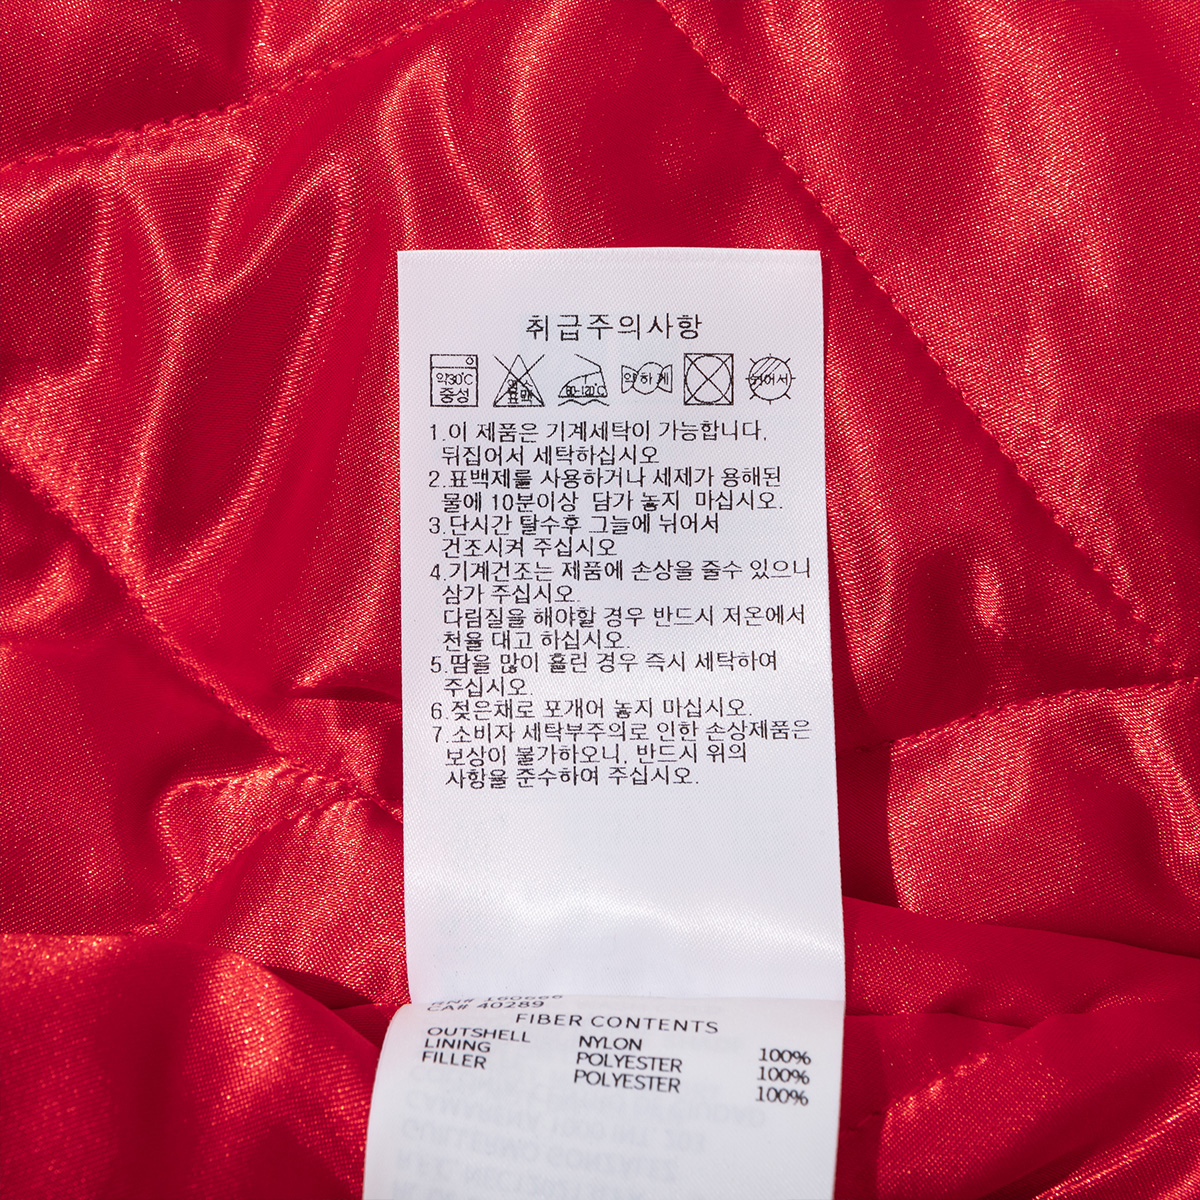 취급주의사항
약30℃ 중성 80~120℃ 약하게 뉘어서
1.이 제품은 기계세탁이 가능합니다.
뒤집어서 세탁하십시오
2.표백제를 사용하거나 세제가 용해된
물에 10분이상 담가 놓지 마십시오.
3.단시간 탈수후 그늘에 뉘어서
건조시켜 주십시오
4.기계건조는 제품에 손상을 줄수 있으니
삼가 주십시오.
다림질을 해야할 경우 반드시 저온에서
천을 대고 하십시오.
5.땀을 많이 흘린 경우 즉시 세탁하여
주십시오.
6.젖은채로 포개어 놓지 마십시오.
7.소비자 세탁부주의로 인한 손상제품은
보상이 불가하오니, 반드시 위의
사항을 준수하여 주십시오.
CA# 40289
FIBER CONTENTS
OUTSHELL NYLON 100%
LINING POLYESTER 100%
FILLER POLYESTER 100%